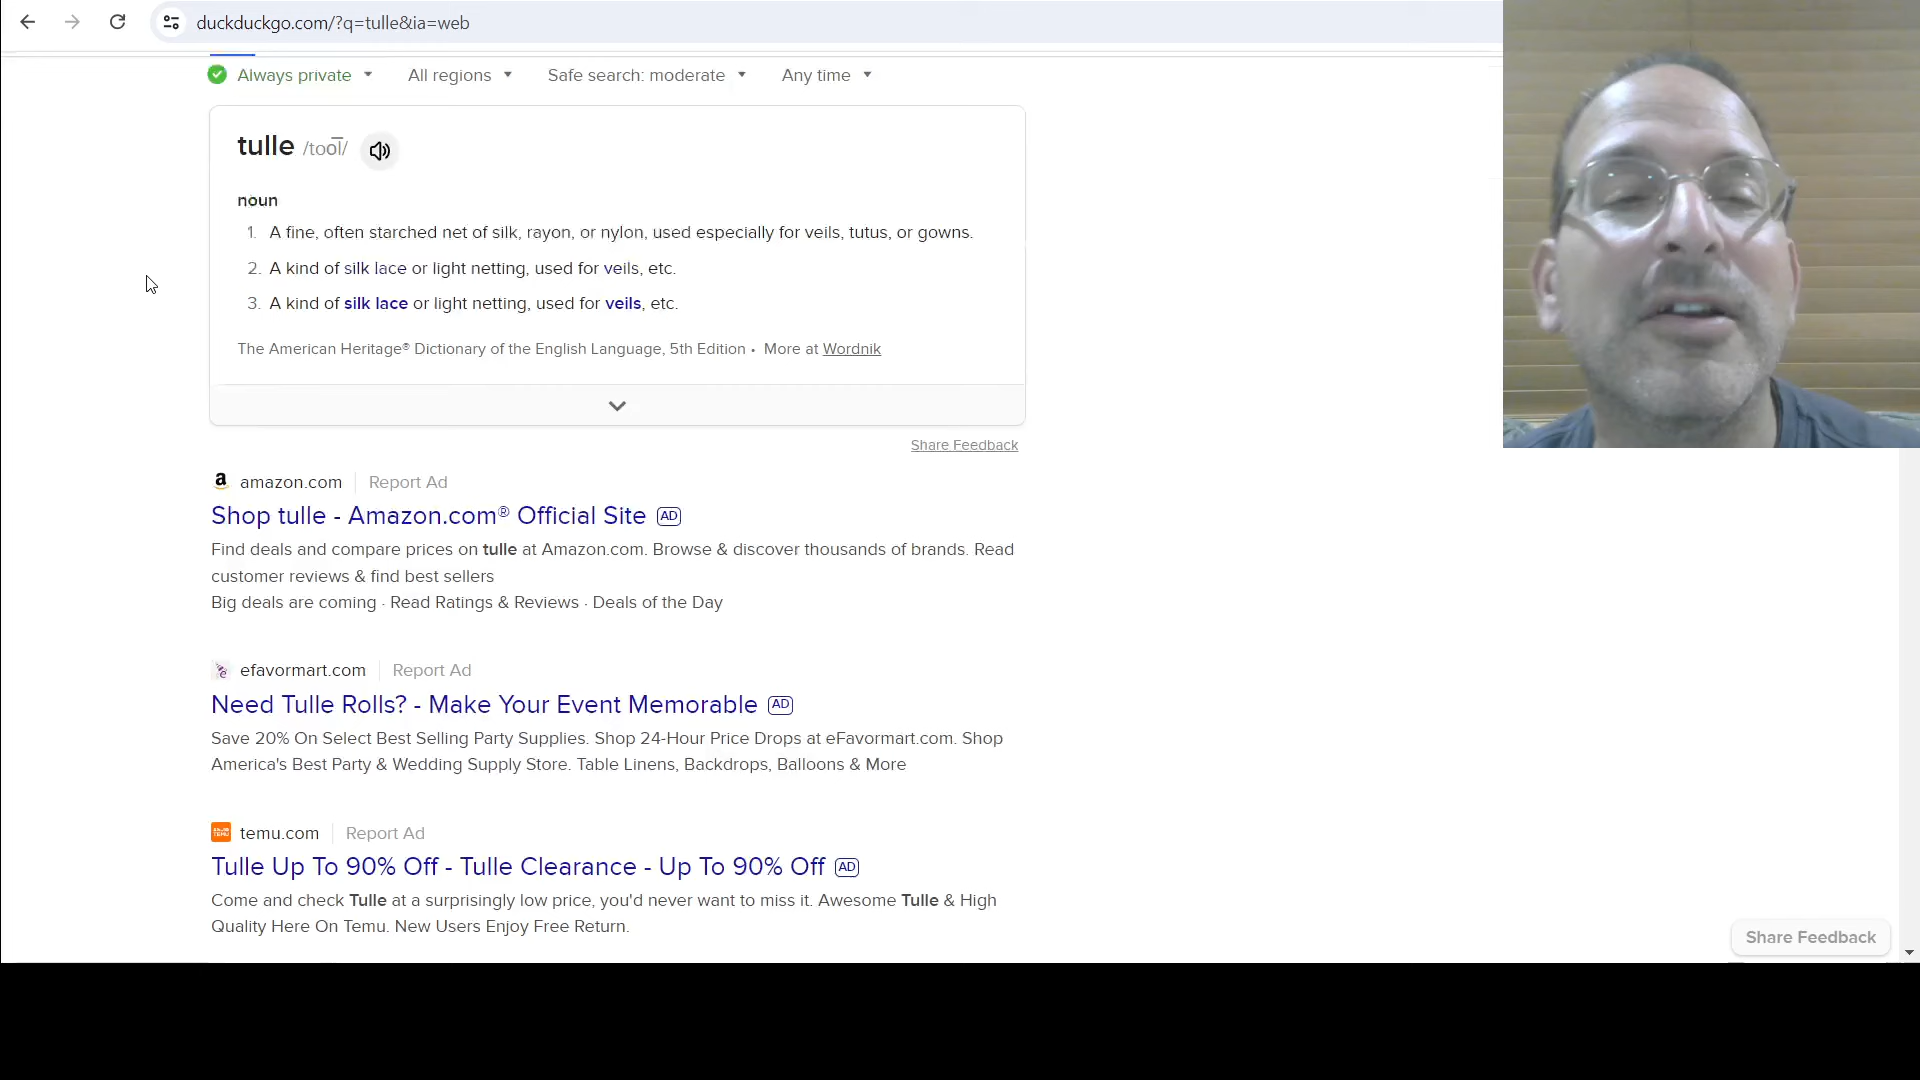 duckduckgo.com/?q=tulle&ia=web
Always private All regions Safe search: moderate Any time
tulle /to͞ol/
noun
1. A fine, often starched net of silk, rayon, or nylon, used especially for veils, tutus, or gowns.
2. A kind of silk lace or light netting, used for veils, etc.
3. A kind of silk lace or light netting, used for veils, etc.
The American Heritage® Dictionary of the English Language, 5th Edition • More at Wordnik
Share Feedback
a amazon.com Report Ad
Shop tulle - Amazon.com® Official Site AD
Find deals and compare prices on tulle at Amazon.com. Browse & discover thousands of brands. Read
customer reviews & find best sellers
Big deals are coming · Read Ratings & Reviews · Deals of the Day
efavormart.com Report Ad
Need Tulle Rolls? - Make Your Event Memorable AD
Save 20% On Select Best Selling Party Supplies. Shop 24-Hour Price Drops at eFavormart.com. Shop
America's Best Party & Wedding Supply Store. Table Linens, Backdrops, Balloons & More
temu.com Report Ad
Tulle Up To 90% Off - Tulle Clearance - Up To 90% Off AD
Come and check Tulle at a surprisingly low price, you'd never want to miss it. Awesome Tulle & High
Quality Here On Temu. New Users Enjoy Free Return.
Share Feedback